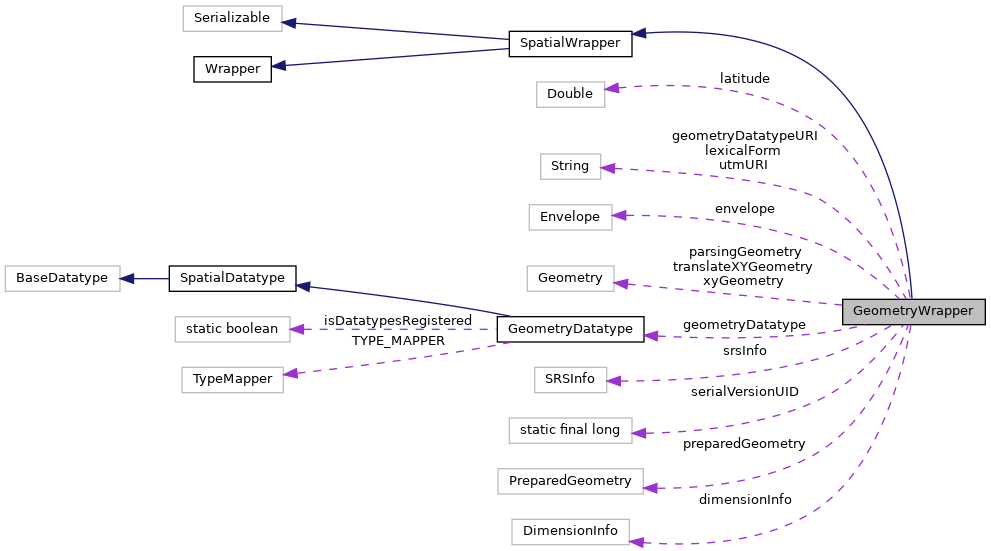 Serializable
SpatialWrapper
Wrapper
latitude
Double
geometryDatatypeURI
lexicalForm
utmURI
String
envelope
Envelope
parsingGeometry
translateXYGeometry
xyGeometry
Geometry
BaseDatatype
SpatialDatatype
GeometryWrapper
isDatatypesRegistered
static boolean
GeometryDatatype
geometryDatatype
TYPE_MAPPER
srsInfo
TypeMapper
SRSInfo
serialVersionUID
static final long
preparedGeometry
PreparedGeometry
dimensionInfo
DimensionInfo